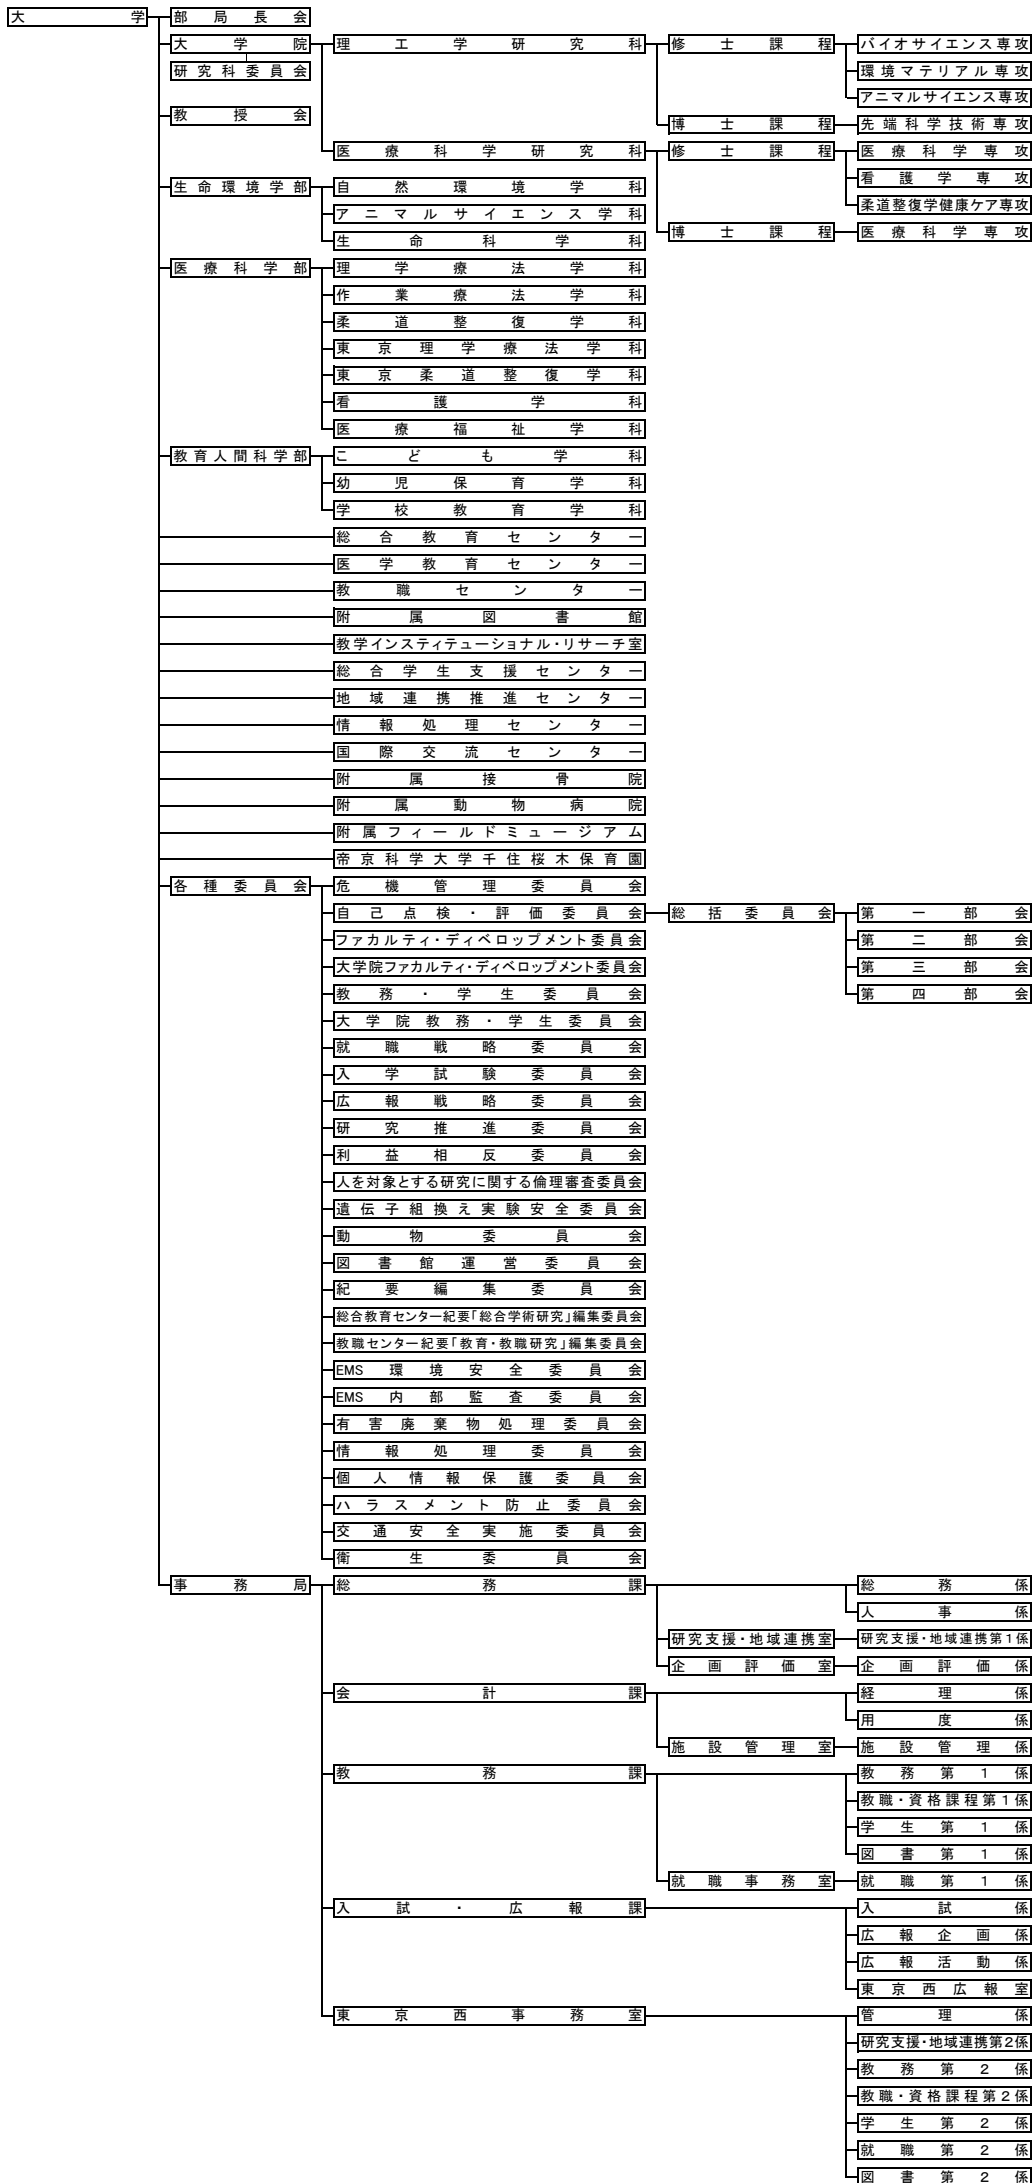 大学 部局長会
大学院 理工学研究科 修士課程 バイオサイエンス専攻
研究科委員会 環境マテリアル専攻
アニマルサイエンス専攻
教授会
博士課程 先端科学技術専攻
医療科学研究科 修士課程 医療科学専攻
看護学専攻
生命環境学部 自然環境学科
柔道整復学健康ケア専攻
アニマルサイエンス学科
博士課程 医療科学専攻
生命科学科
医療科学部 理学療法学科
作業療法学科
柔道整復学科
東京理学療法学科
東京柔道整復学科
看護学科
医療福祉学科
教育人間科学部 こども学科
幼児保育学科
学校教育学科
総合教育センター
医学教育センター
教職センター
附属図書館
教学インスティテューショナル・リサーチ室
総合学生支援センター
地域連携推進センター
情報処理センター
国際交流センター
附属接骨院
附属動物病院
附属フィールドミュージアム
帝京科学大学千住桜木保育園
各種委員会 危機管理委員会
自己点検・評価委員会 総括委員会 第一部会
ファカルティ・ディベロップメント委員会 第二部会
大学院ファカルティ・ディベロップメント委員会 第三部会
教務・学生委員会 第四部会
大学院教務・学生委員会
就職戦略委員会
入学試験委員会
広報戦略委員会
研究推進委員会
利益相反委員会
人を対象とする研究に関する倫理審査委員会
遺伝子組換え実験安全委員会
動物委員会
図書館運営委員会
紀要編集委員会
総合教育センター紀要「総合学術研究」編集委員会
教職センター紀要「教育・教職研究」編集委員会
EMS環境安全委員会
EMS内部監査委員会
有害廃棄物処理委員会
情報処理委員会
個人情報保護委員会
ハラスメント防止委員会
交通安全実施委員会
衛生委員会
事務局 総務課 総務係
人事係
研究支援・地域連携室 研究支援・地域連携第1係
企画評価室 企画評価係
会計課 経理係
用度係
施設管理室 施設管理係
教務課 教務第1係
教職・資格課程第1係
学生第1係
図書第1係
就職事務室 就職第1係
入試・広報課 入試係
広報企画係
広報活動係
東京西広報室
東京西事務室 管理係
研究支援・地域連携第2係
教務第2係
教職・資格課程第2係
学生第2係
就職第2係
図書第2係